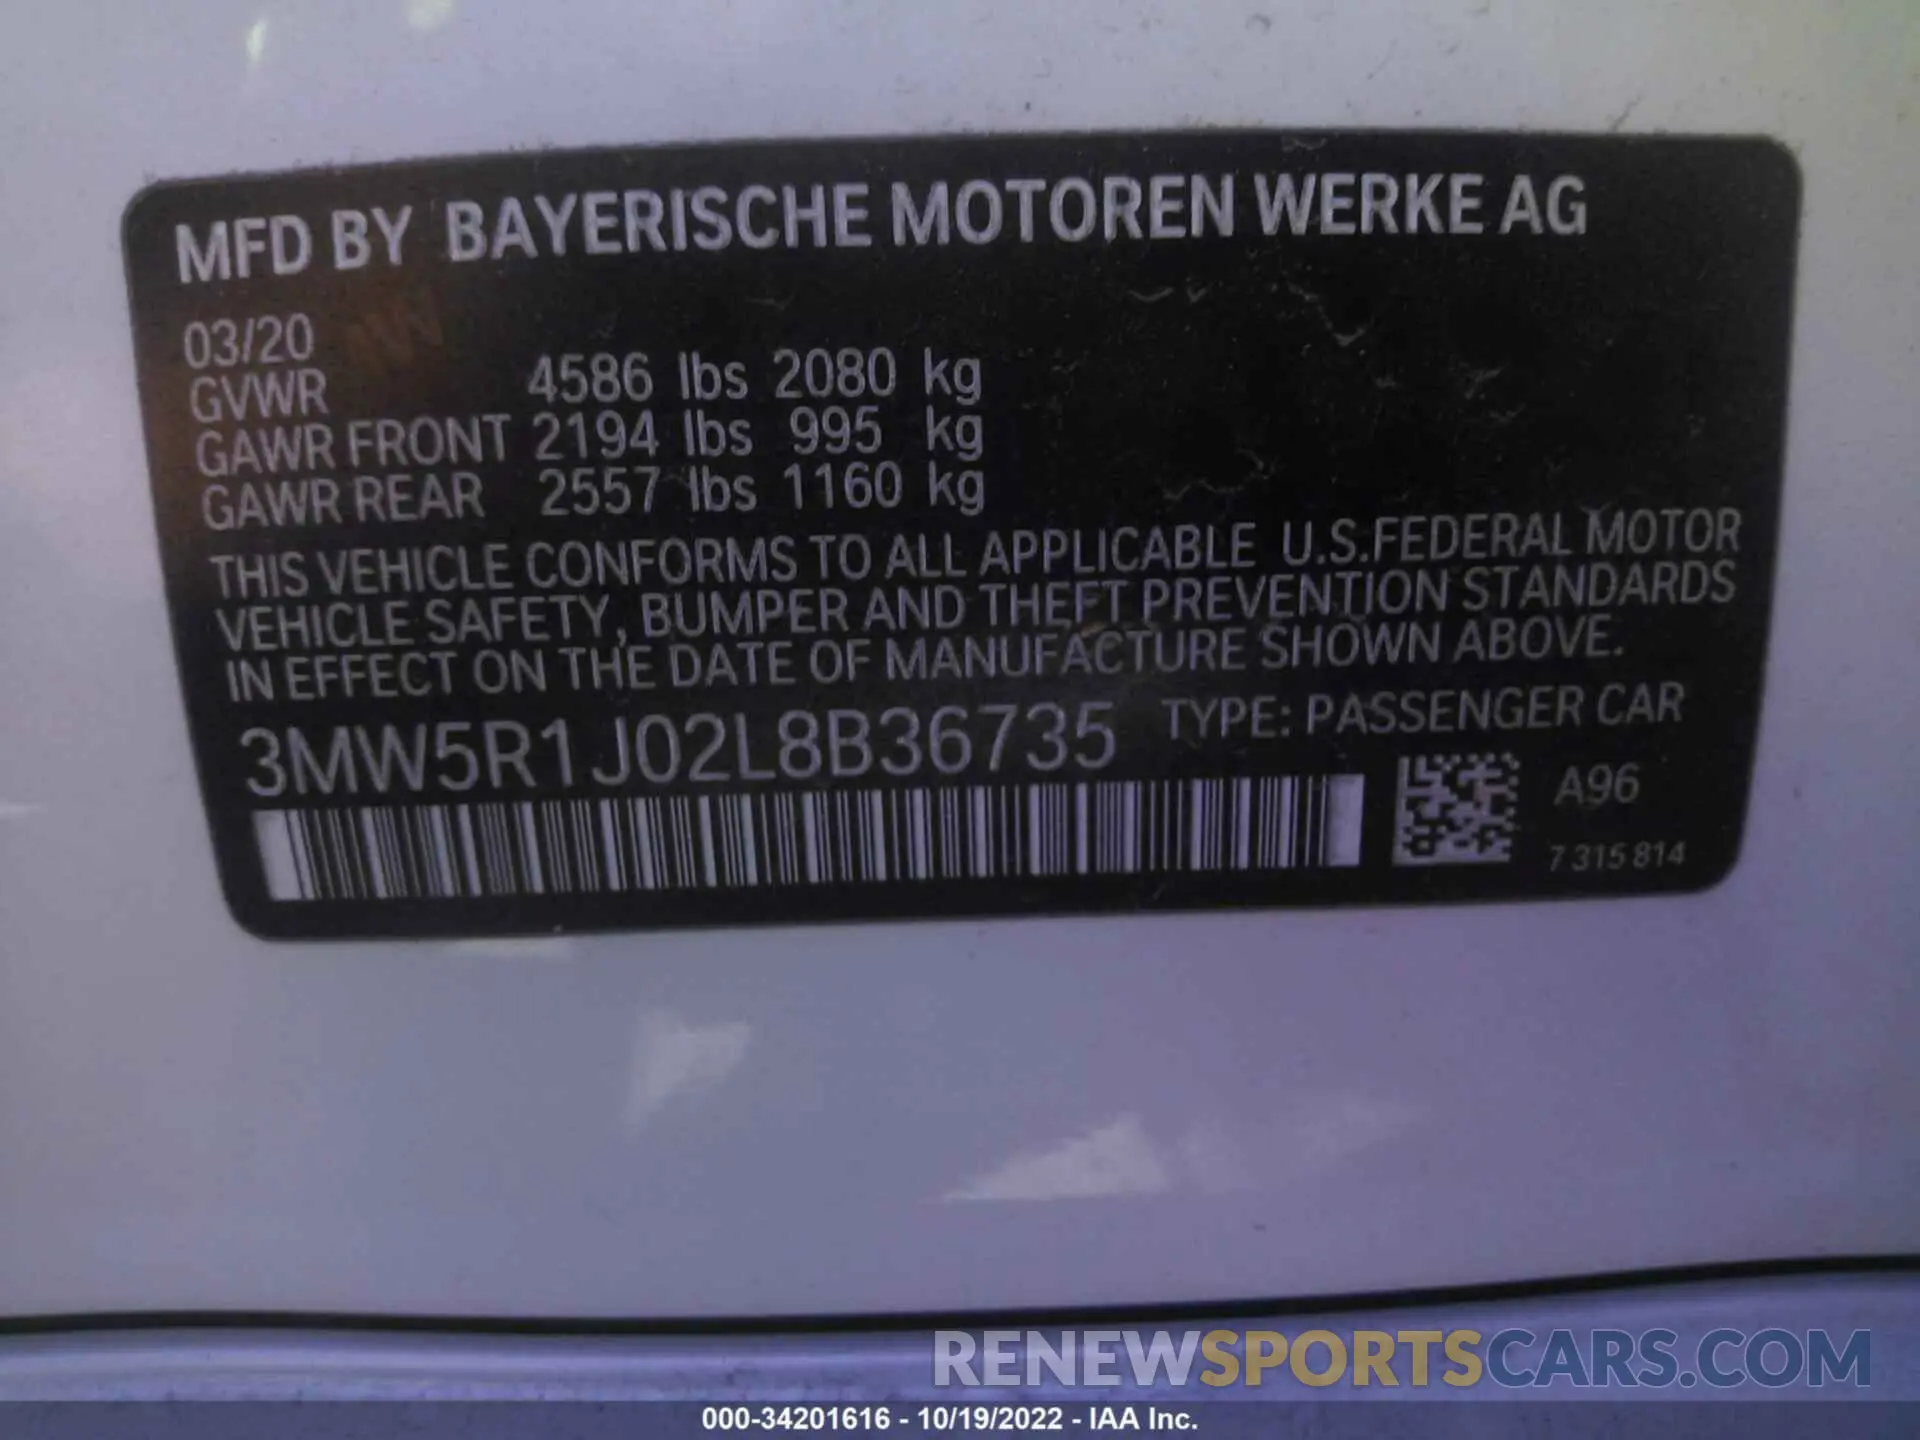 MFD BY BAYERISCHE MOTOREN WERKE AG
03/20
GVWR 4586 lbs 2080 kg
GAWR FRONT 2194 lbs 995 kg
GAWR REAR 2557 lbs 1160 kg
THIS VEHICLE CONFORMS TO ALL APPLICABLE U.S.FEDERAL MOTOR
VEHICLE SAFETY, BUMPER AND THEFT PREVENTION STANDARDS
IN EFFECT ON THE DATE OF MANUFACTURE SHOWN ABOVE.
3MW5R1J02L8B36735 TYPE: PASSENGER CAR
A96
7 315 814
RENEWSPORTSCARS.COM
000-34201616 - 10/19/2022 - IAA Inc.